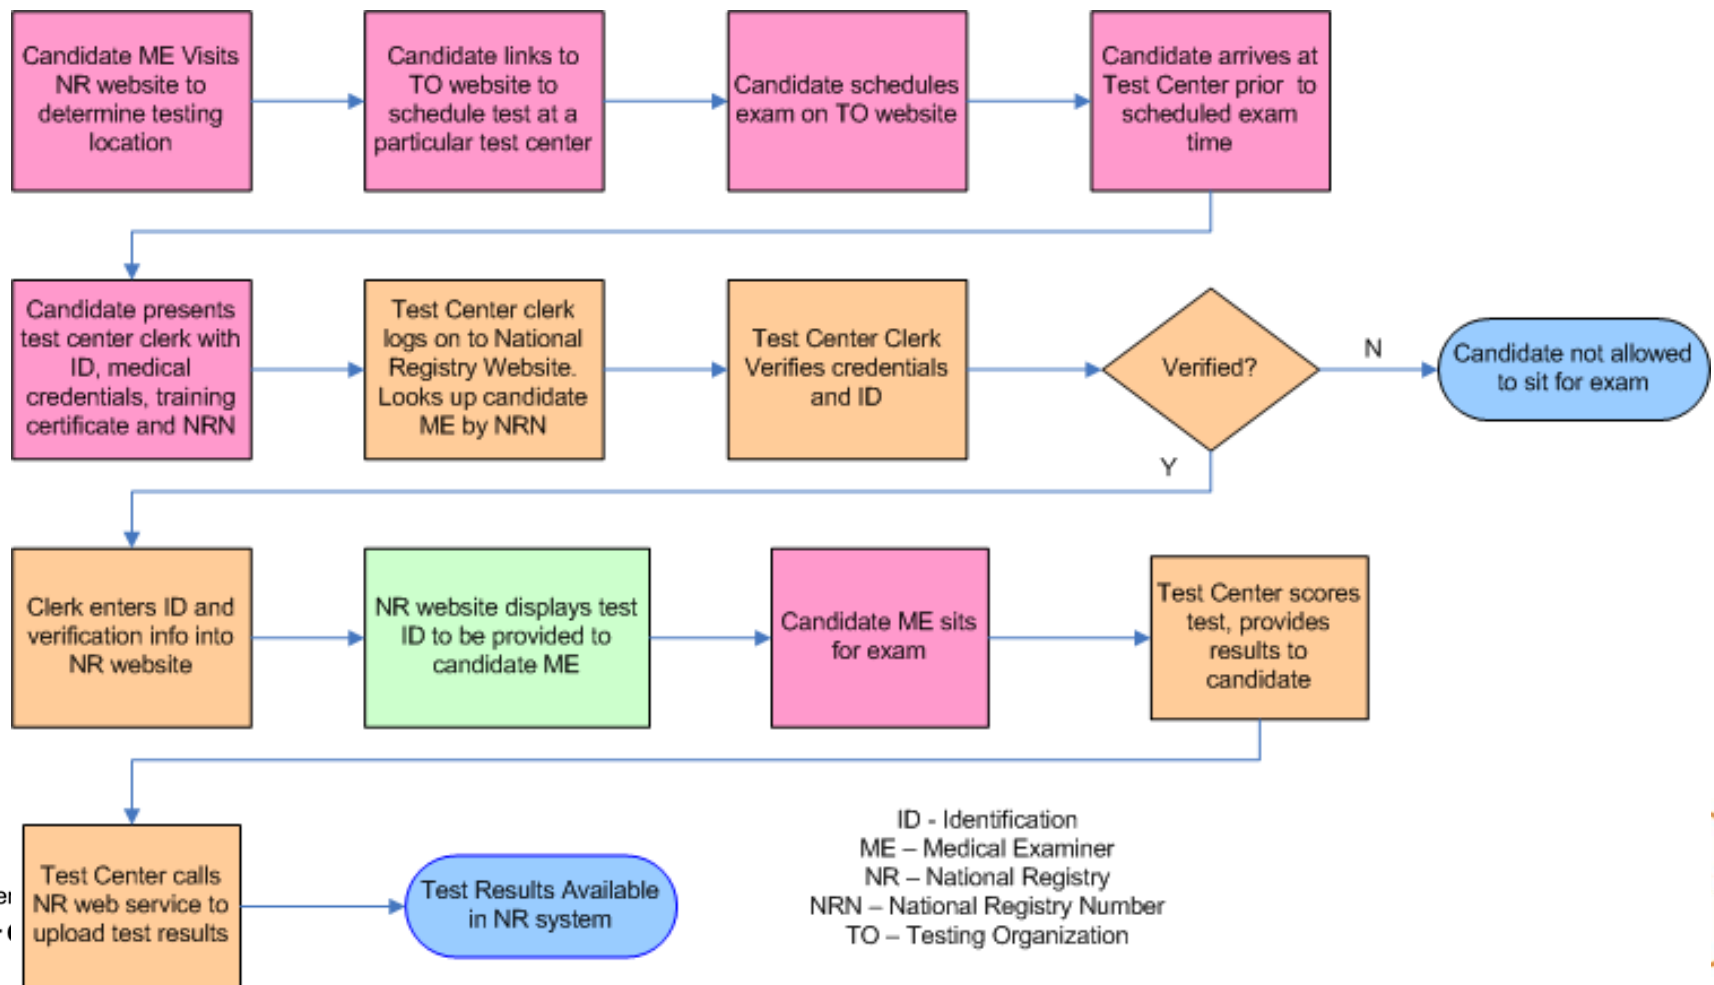 Candidate ME Visits
NR website to
determine testing
location
Candidate links to
TO website to
schedule test at a
particular test center
Candidate schedules
exam on TO website
Candidate arrives at
Test Center prior to
scheduled exam
time
Candidate presents
test center clerk with
ID, medical
credentials, training
certificate and NRN
Test Center clerk
logs on to National
Registry Website.
Looks up candidate
ME by NRN
Test Center Clerk
Verifies credentials
and ID
Verified?
N
Candidate not allowed
to sit for exam
Y
Clerk enters ID and
verification info into
NR website
NR website displays test
ID to be provided to
candidate ME
Candidate ME sits
for exam
Test Center scores
test, provides
results to
candidate
Test Center calls
NR web service to
upload test results
Test Results Available
in NR system
ID - Identification
ME – Medical Examiner
NR – National Registry
NRN – National Registry Number
TO – Testing Organization